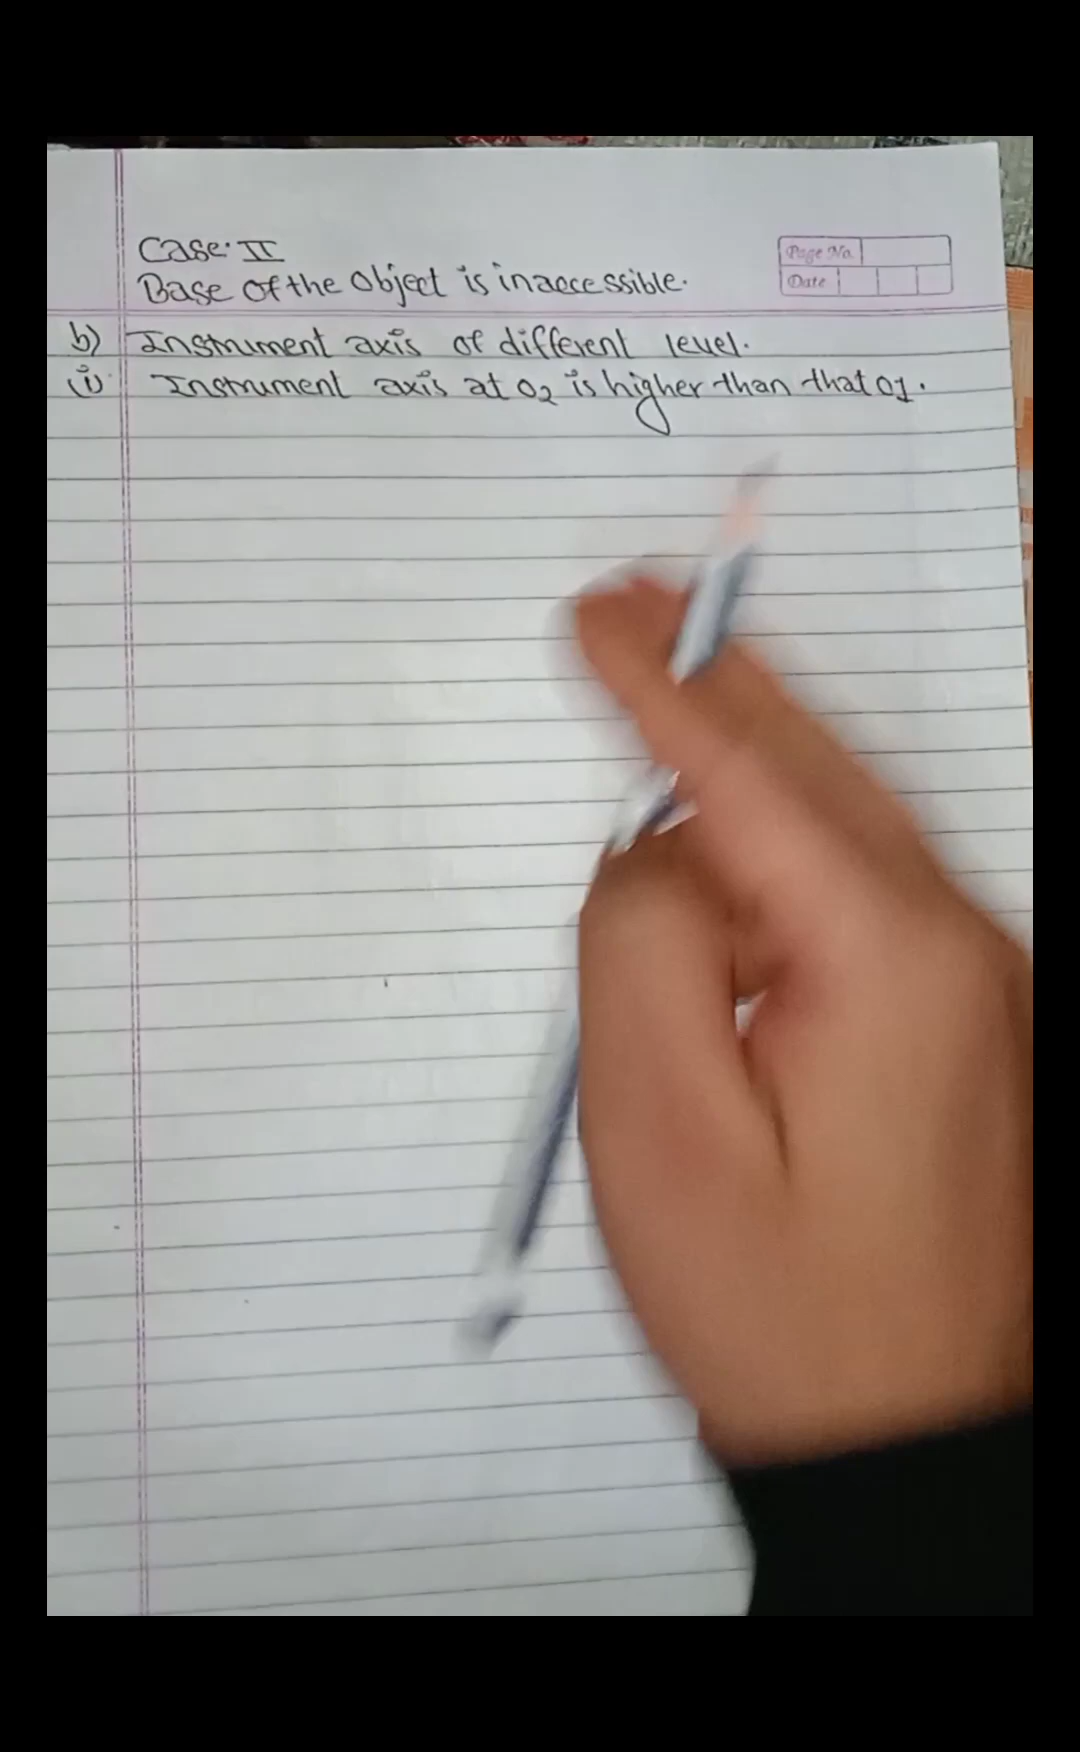 Case. II
Base of the Object is inaccessible.
Page No.
Date
b) Instrument axis of different level.
(i) Instrument axis at O2 is higher than that O1.